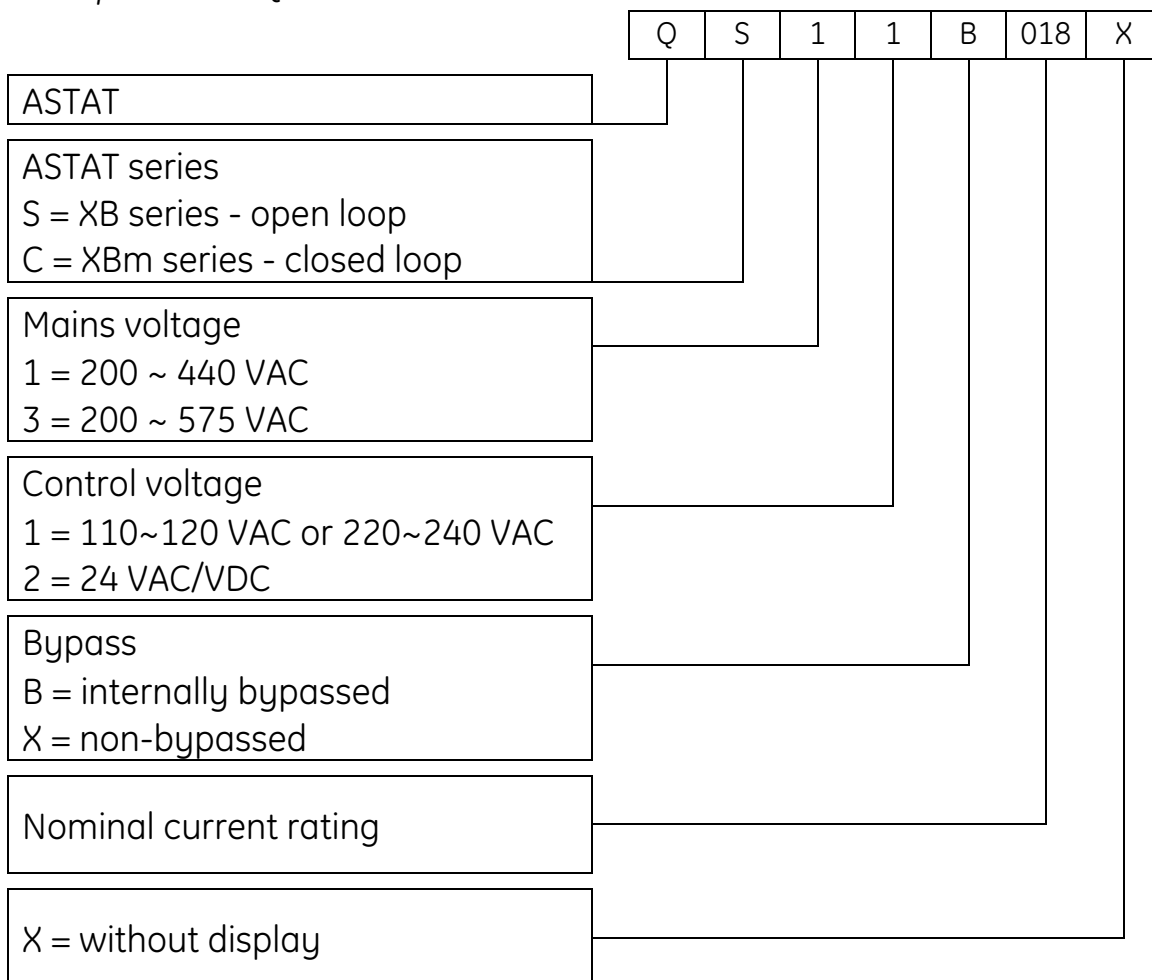 Q S 1 1 B 018 X
ASTAT
ASTAT series
S = XB series - open loop
C = XBm series - closed loop
Mains voltage
1 = 200 ~ 440 VAC
3 = 200 ~ 575 VAC
Control voltage
1 = 110~120 VAC or 220~240 VAC
2 = 24 VAC/VDC
Bypass
B = internally bypassed
X = non-bypassed
Nominal current rating
X = without display